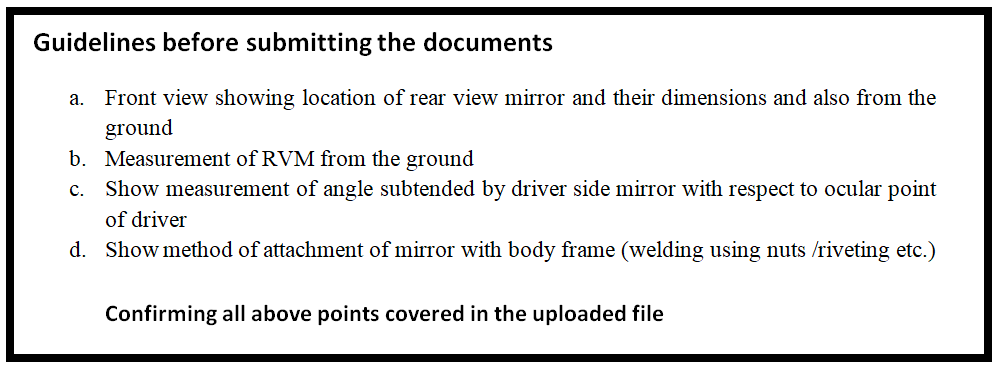 Guidelines before submitting the documents
a. Front view showing location of rear view mirror and their dimensions and also from the
ground
b. Measurement of RVM from the ground
c. Show measurement of angle subtended by driver side mirror with respect to ocular point
of driver
d. Show method of attachment of mirror with body frame (welding using nuts /riveting etc.)
Confirming all above points covered in the uploaded file